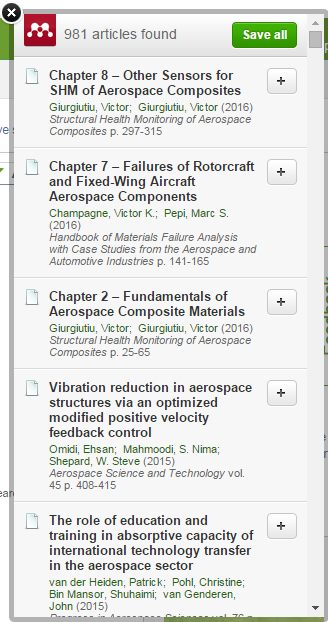 981 articles found
Save all
Chapter 8 – Other Sensors for
SHM of Aerospace Composites
Giurgiutiu, Victor; Giurgiutiu, Victor (2016)
Structural Health Monitoring of Aerospace
Composites p. 297-315
Chapter 7 – Failures of Rotorcraft
and Fixed-Wing Aircraft
Aerospace Components
Champagne, Victor K.; Pepi, Marc S.
(2016)
Handbook of Materials Failure Analysis
with Case Studies from the Aerospace and
Automotive Industries p. 141-165
Chapter 2 – Fundamentals of
Aerospace Composite Materials
Giurgiutiu, Victor; Giurgiutiu, Victor (2016)
Structural Health Monitoring of Aerospace
Composites p. 25-65
Vibration reduction in aerospace
structures via an optimized
modified positive velocity
feedback control
Omidi, Ehsan; Mahmoodi, S. Nima;
Shepard, W. Steve (2015)
Aerospace Science and Technology vol.
45 p. 408-415
The role of education and
training in absorptive capacity of
international technology transfer
in the aerospace sector
van der Heiden, Patrick; Pohl, Christine;
Bin Mansor, Shuhaimi; van Genderen,
John (2015)
Progress in Aerospace Sciences vol. 76 p.